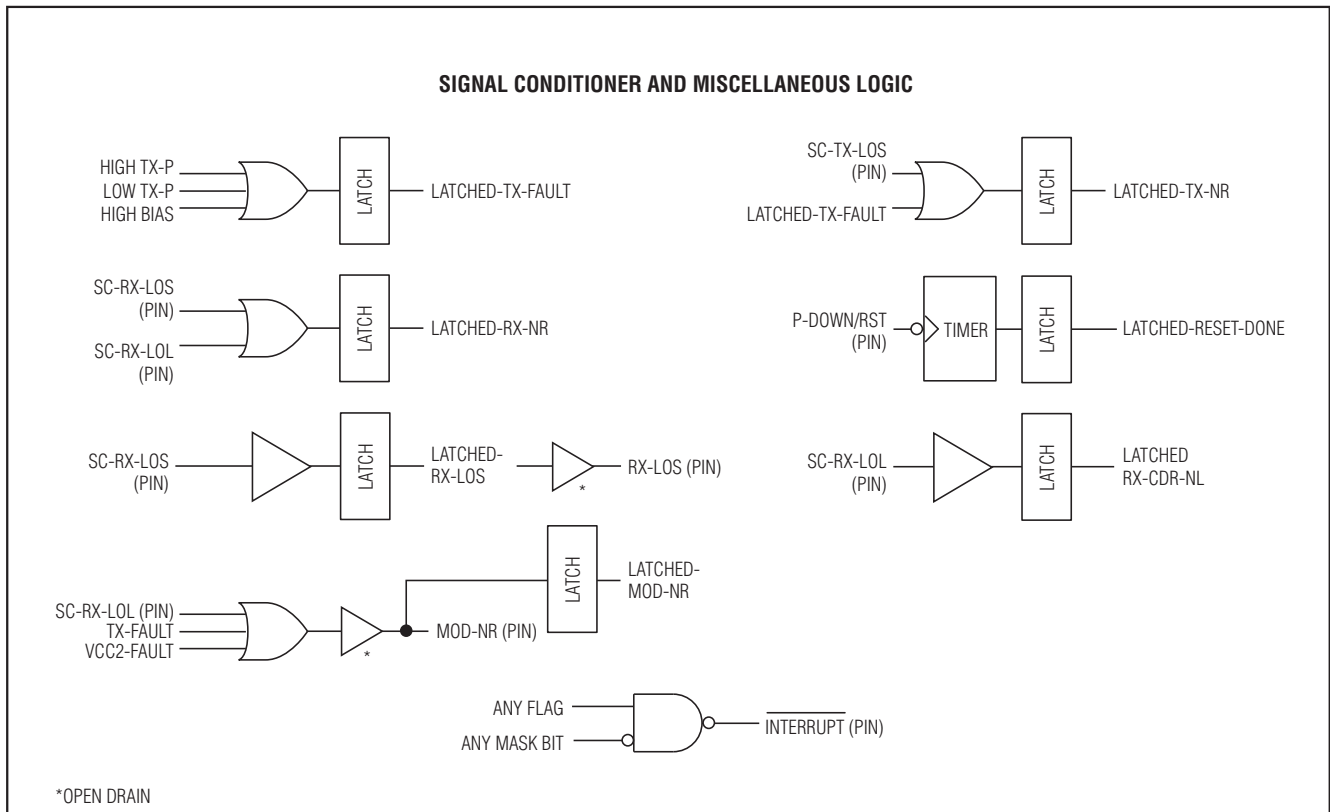 SIGNAL CONDITIONER AND MISCELLANEOUS LOGIC
HIGH TX-P
LOW TX-P
HIGH BIAS
LATCH
LATCHED-TX-FAULT
SC-TX-LOS
(PIN)
LATCHED-TX-FAULT
LATCH
LATCHED-TX-NR
SC-RX-LOS
(PIN)
SC-RX-LOL
(PIN)
LATCH
LATCHED-RX-NR
P-DOWN/RST
(PIN)
TIMER
LATCH
LATCHED-RESET-DONE
SC-RX-LOS
(PIN)
LATCH
LATCHED-
RX-LOS
*
RX-LOS (PIN)
SC-RX-LOL
(PIN)
LATCH
LATCHED
RX-CDR-NL
SC-RX-LOL (PIN)
TX-FAULT
VCC2-FAULT
*
MOD-NR (PIN)
LATCH
LATCHED-
MOD-NR
ANY FLAG
ANY MASK BIT
INTERRUPT (PIN)
*OPEN DRAIN